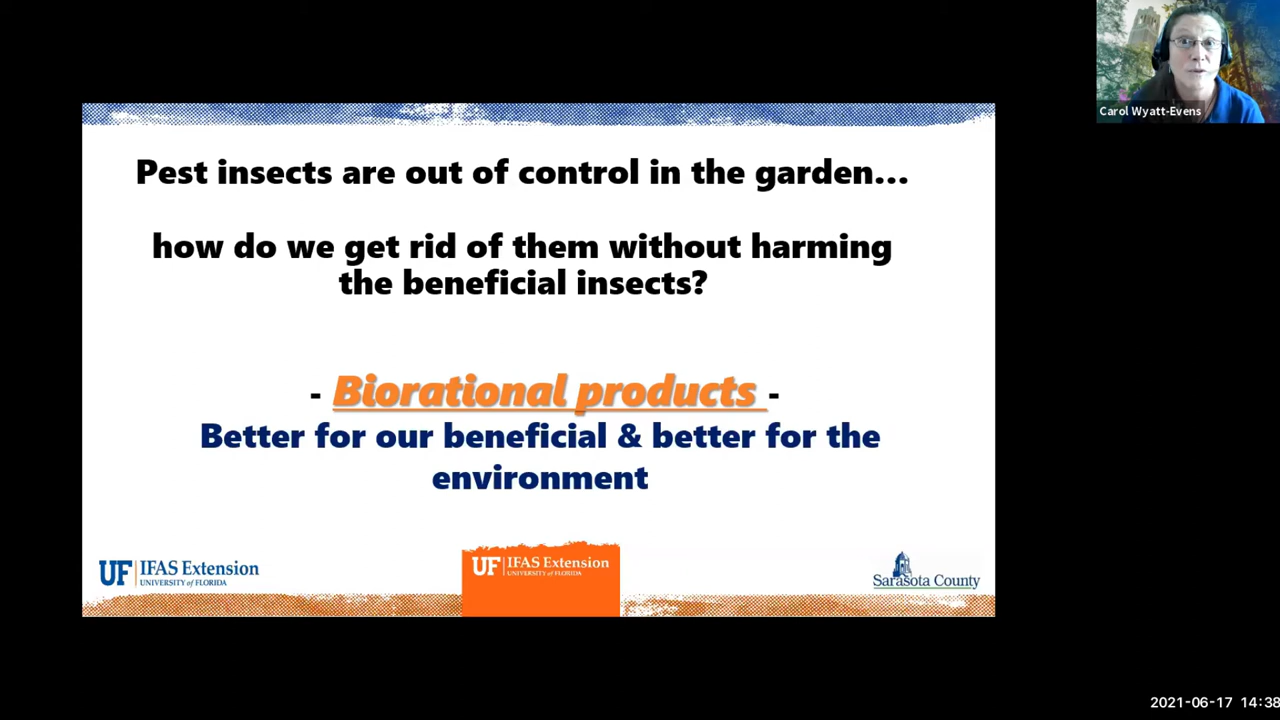 Carol Wyatt-Evens
Pest insects are out of control in the garden...
how do we get rid of them without harming
the beneficial insects?
- Biorational products -
Better for our beneficial & better for the
environment
UF IFAS Extension
UNIVERSITY of FLORIDA
UF IFAS Extension
UNIVERSITY of FLORIDA
Sarasota County
2021-06-17 14:38